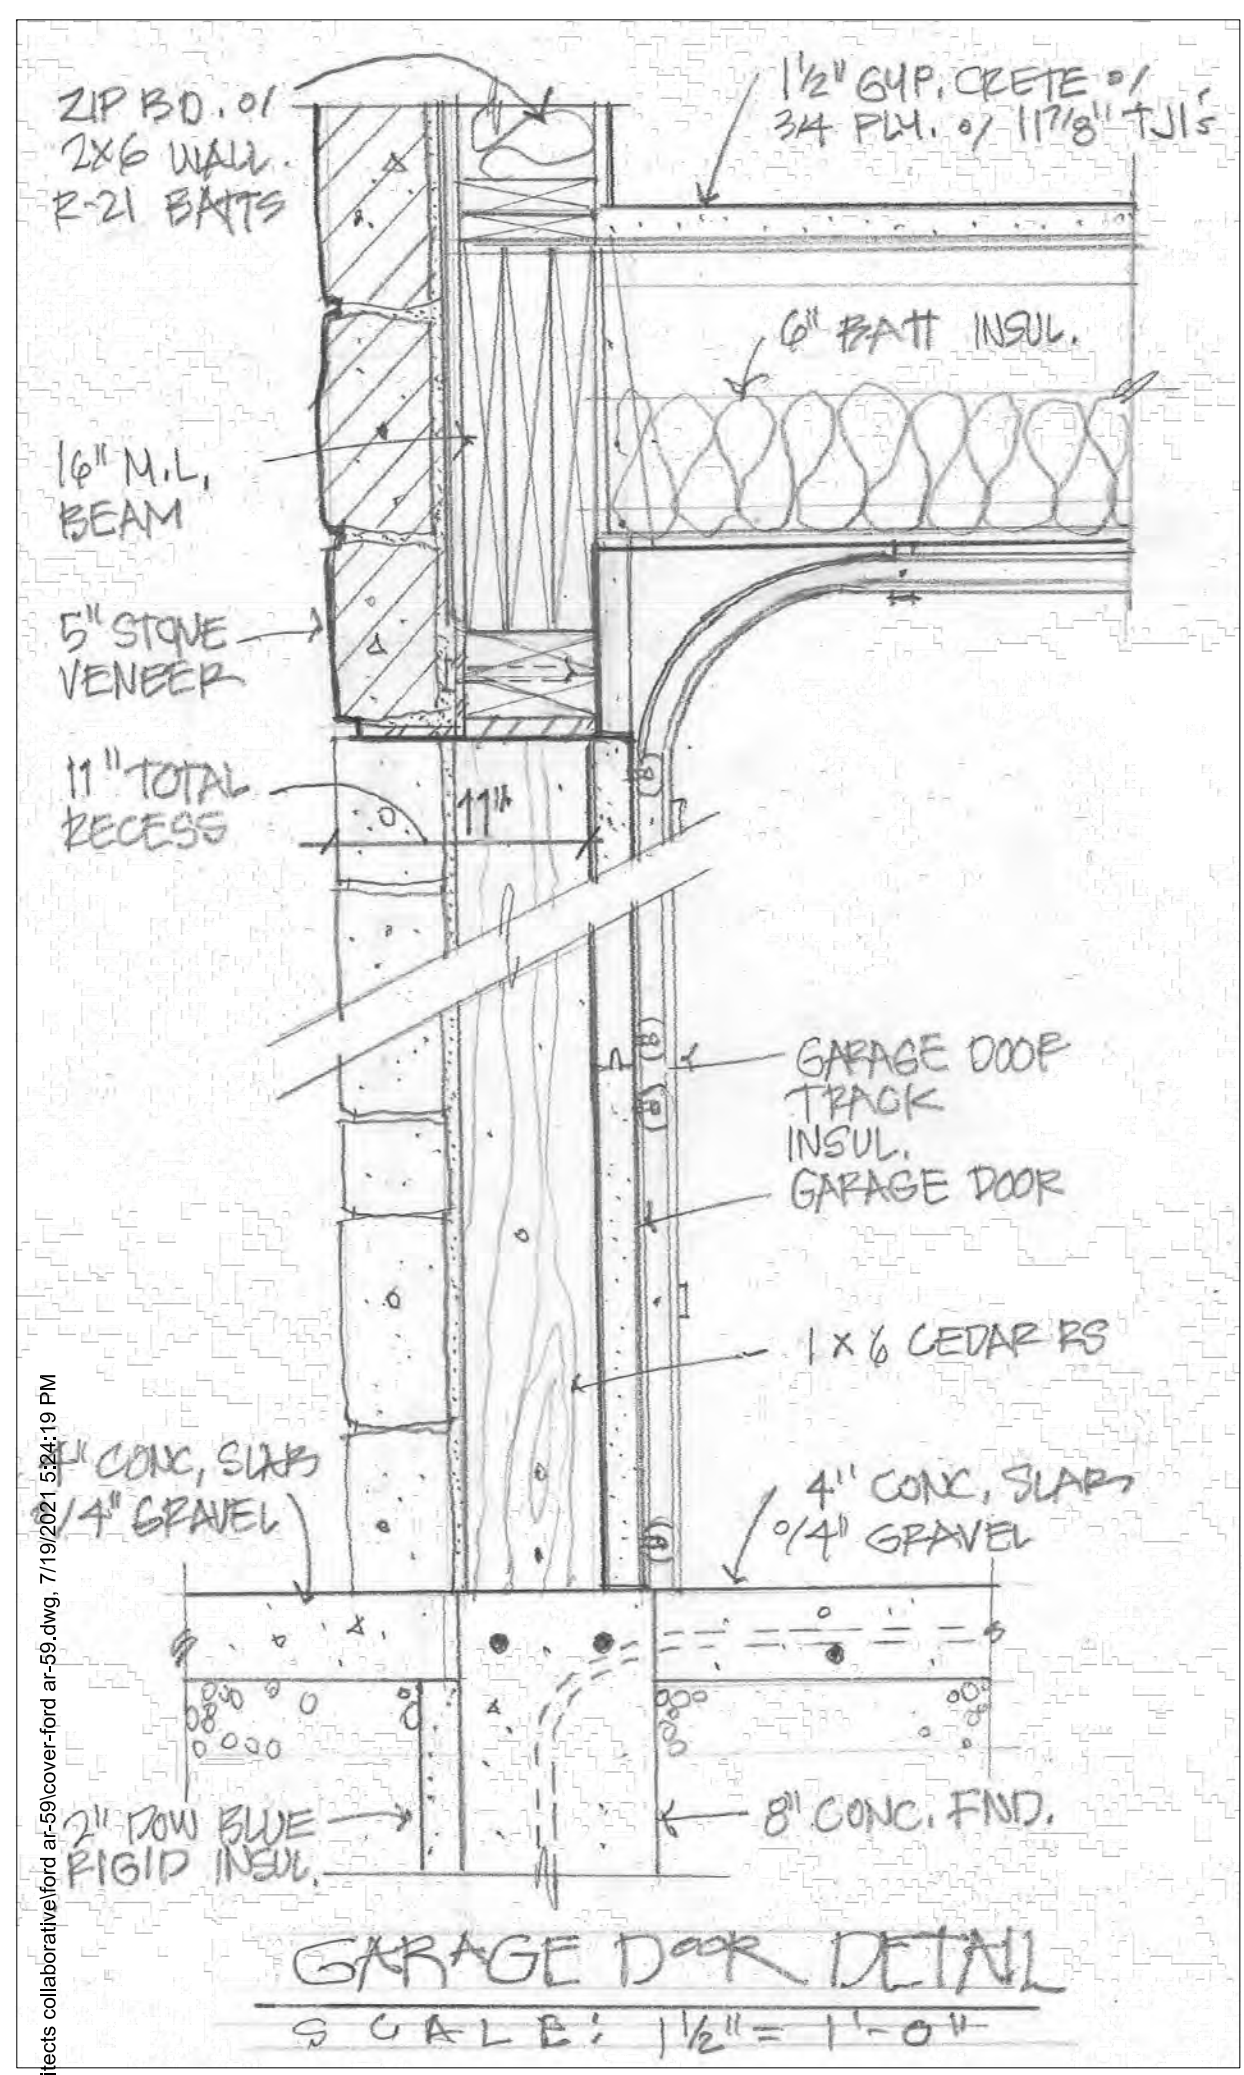 1½" GYP. CRETE o/
3/4 PLY. o/ 11 7/8" TJI's
ZIP BD. o/
2X6 WALL.
R-21 BATTS
6" BATT INSUL.
16" M.L.
BEAM
5" STONE
VENEER
11" TOTAL
RECESS
11"
GARAGE DOOR
TRACK
INSUL.
GARAGE DOOR
1 X 6 CEDAR RS
4" CONC, SLAB
o/4" GRAVEL
4" CONC, SLAB
o/4" GRAVEL
2" DOW BLUE
RIGID INSUL.
8" CONC. FND.
GARAGE DOOR DETAIL
SCALE: 1½" = 1'-0"
itects collaborative\ford ar-59\cover-ford ar-59.dwg, 7/19/2021 5:24:19 PM